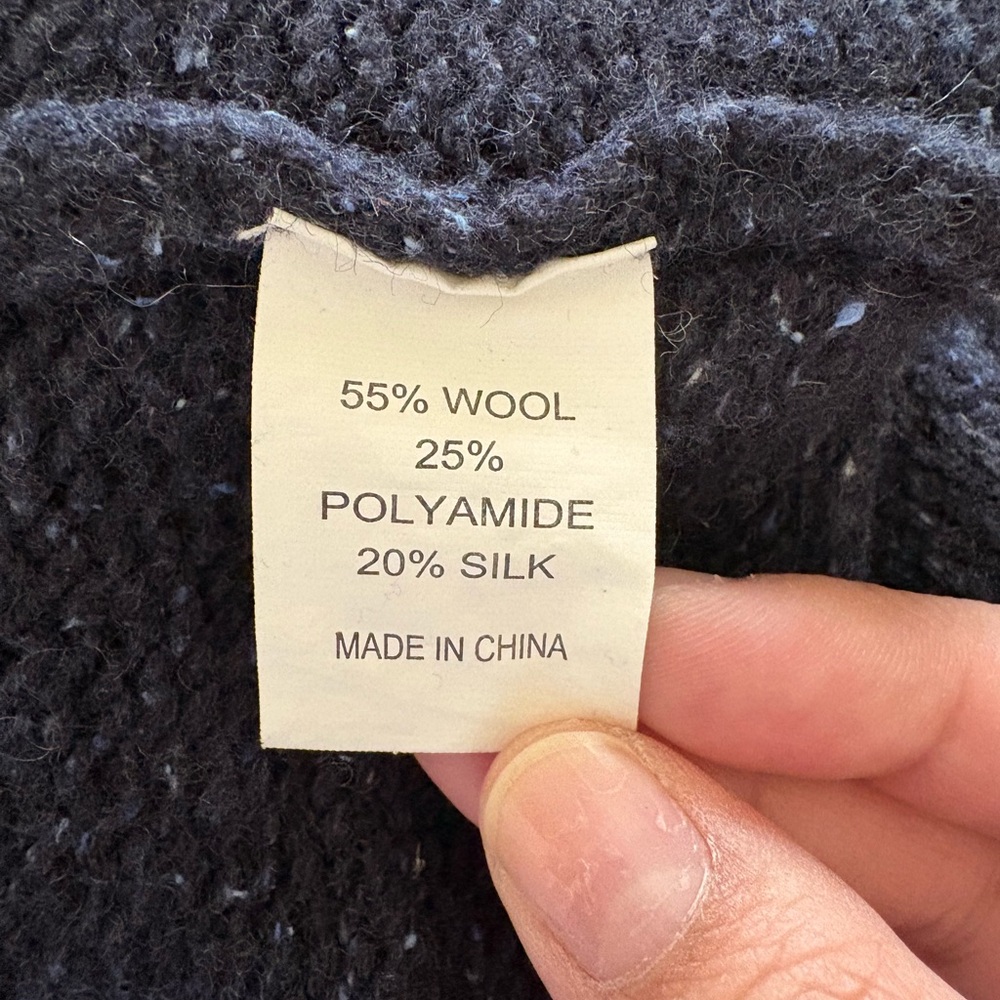 55% WOOL
25%
POLYAMIDE
20% SILK
MADE IN CHINA